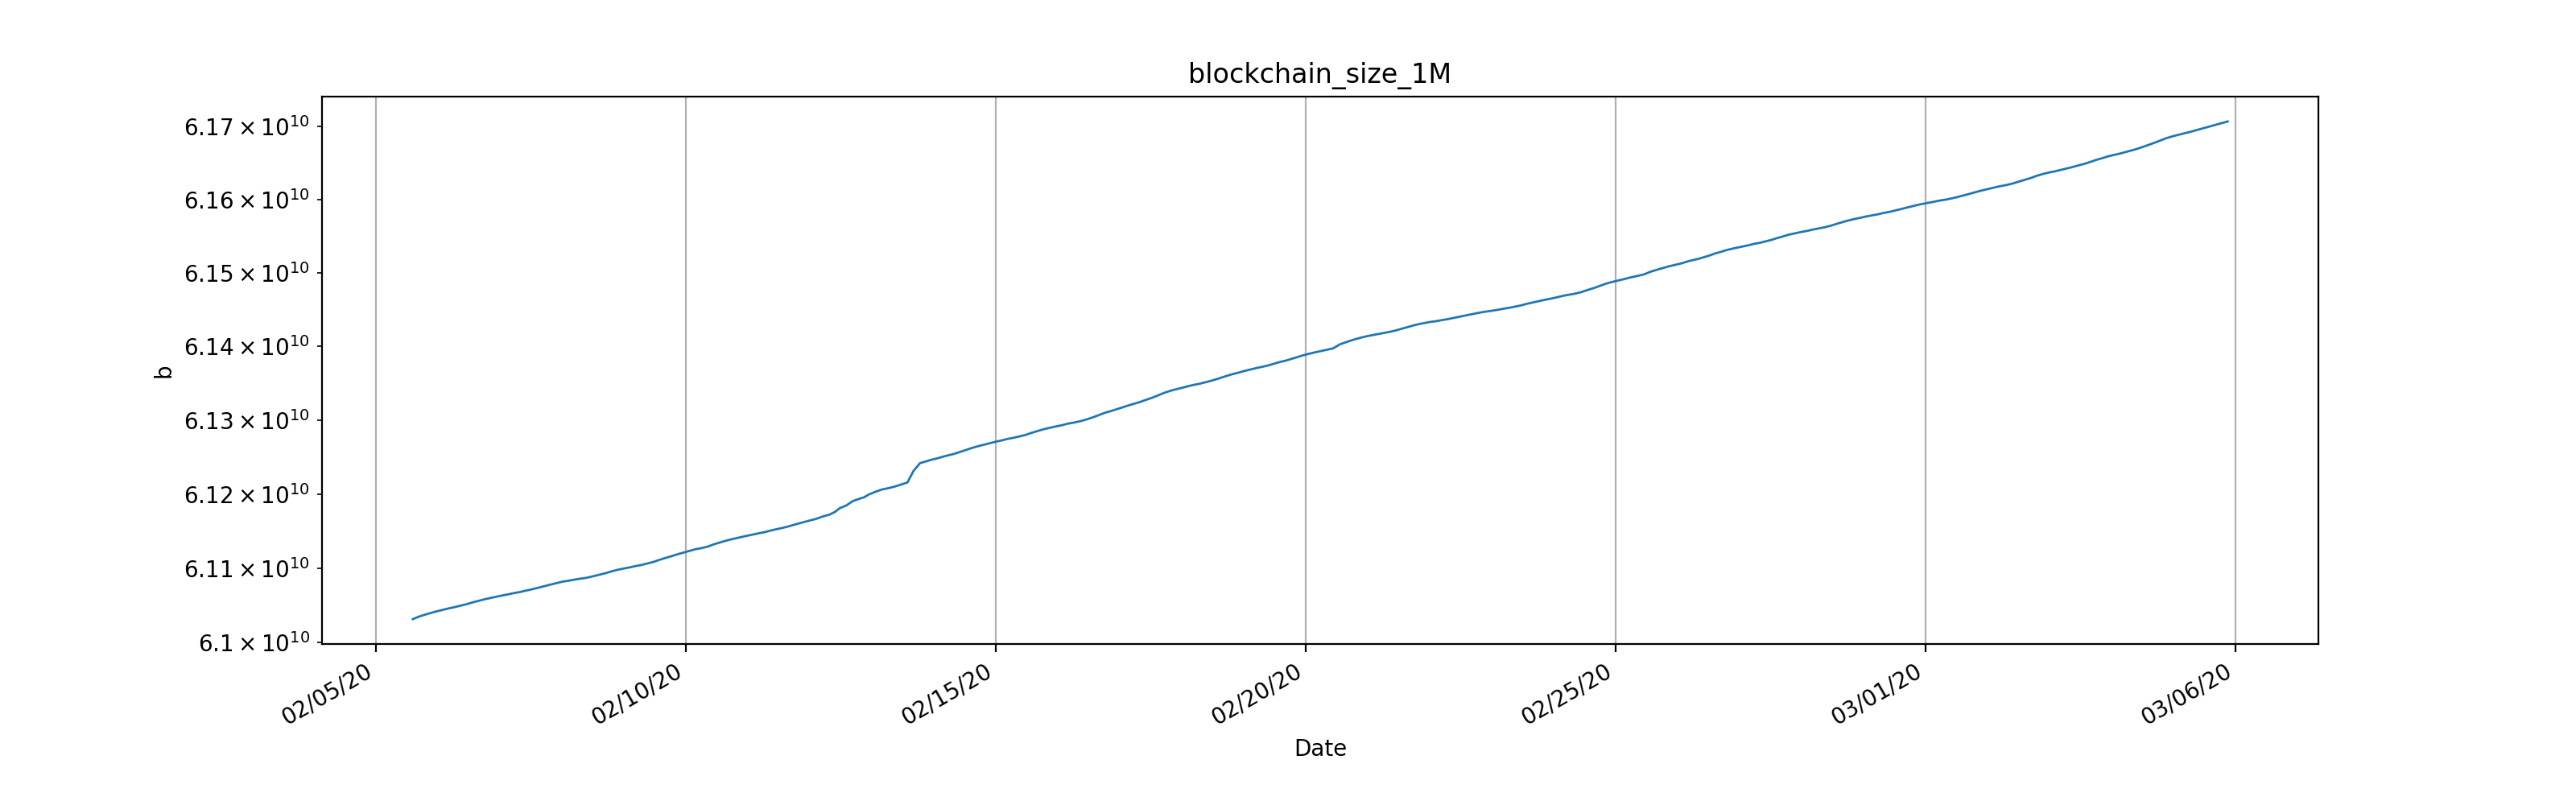 blockchain_size_1M
6.17 × 10¹⁰
6.16 × 10¹⁰
6.15 × 10¹⁰
6.14 × 10¹⁰
b
6.13 × 10¹⁰
6.12 × 10¹⁰
6.11 × 10¹⁰
6.1 × 10¹⁰
02/05/20 02/10/20 02/15/20 02/20/20 02/25/20 03/01/20 03/06/20
Date